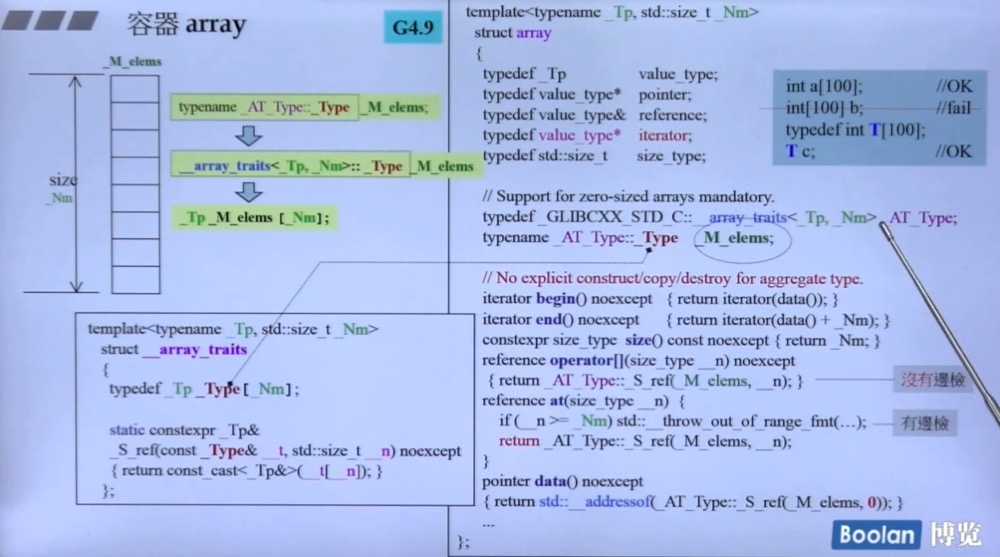 容器 array
G4.9
_M_elems
size
_Nm
typename _AT_Type::_Type _M_elems;
__array_traits<_Tp, _Nm>::_Type _M_elems
_Tp _M_elems [_Nm];
template<typename _Tp, std::size_t _Nm>
struct __array_traits
{
typedef _Tp _Type[_Nm];
static constexpr _Tp&
_S_ref(const _Type& __t, std::size_t __n) noexcept
{ return const_cast<_Tp&>(__t[__n]); }
};
template<typename _Tp, std::size_t _Nm>
struct array
{
typedef _Tp value_type;
typedef value_type* pointer;
typedef value_type& reference;
typedef value_type* iterator;
typedef std::size_t size_type;
// Support for zero-sized arrays mandatory.
typedef _GLIBCXX_STD_C::__array_traits<_Tp, _Nm> _AT_Type;
typename _AT_Type::_Type _M_elems;
// No explicit construct/copy/destroy for aggregate type.
iterator begin() noexcept { return iterator(data()); }
iterator end() noexcept { return iterator(data() + _Nm); }
constexpr size_type size() const noexcept { return _Nm; }
reference operator[](size_type __n) noexcept
{ return _AT_Type::_S_ref(_M_elems, __n); }
沒有邊檢
reference at(size_type __n) {
if (__n >= _Nm) std::__throw_out_of_range_fmt(…);
有邊檢
return _AT_Type::_S_ref(_M_elems, __n);
}
pointer data() noexcept
{ return std::__addressof(_AT_Type::_S_ref(_M_elems, 0)); }
...
};
int a[100]; //OK
int[100] b; //fail
typedef int T[100];
T c; //OK
Boolan 博览